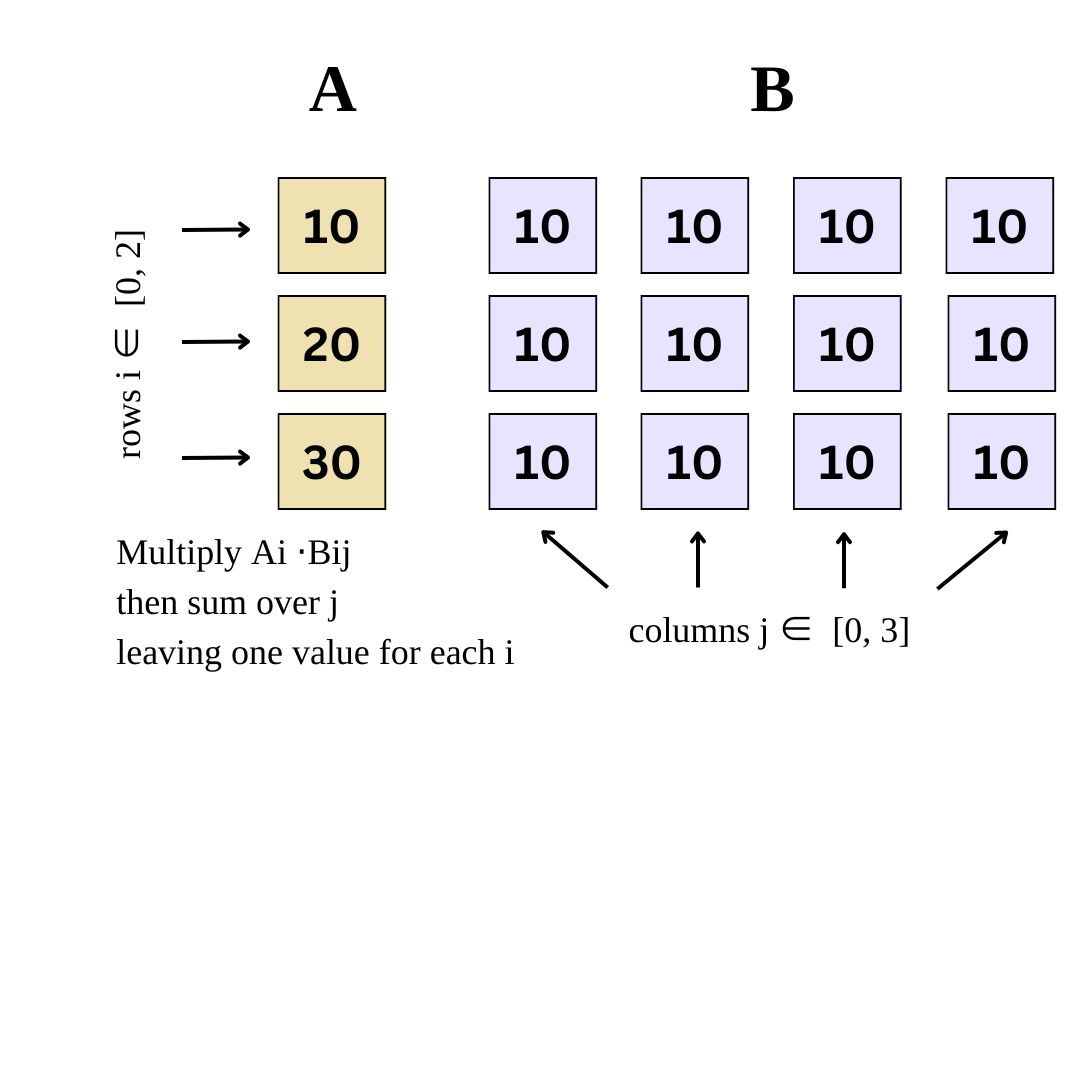 A B
rows i ∈ [0, 2]
10 10 10 10 10
20 10 10 10 10
30 10 10 10 10
Multiply Ai ·Bij
then sum over j
leaving one value for each i
columns j ∈ [0, 3]